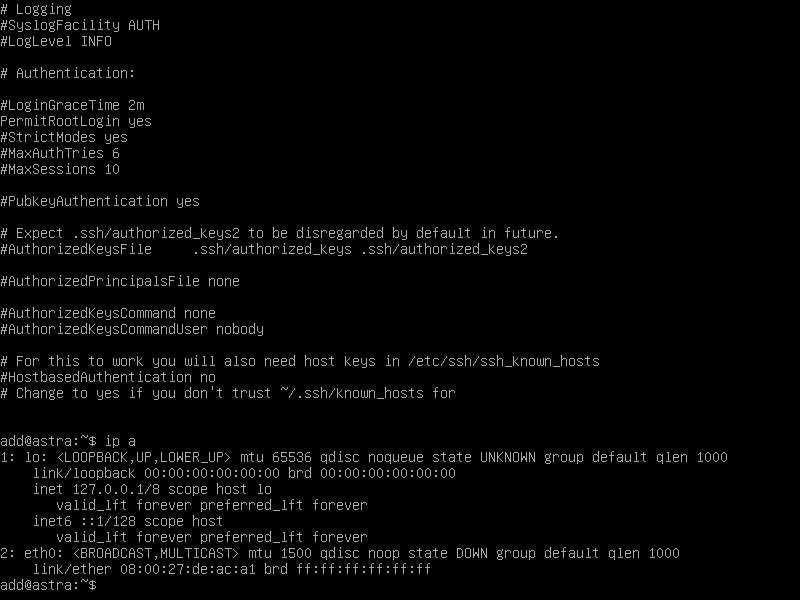 # Logging
#SyslogFacility AUTH
#LogLevel INFO
# Authentication:
#LoginGraceTime 2m
PermitRootLogin yes
#StrictModes yes
#MaxAuthTries 6
#MaxSessions 10
#PubkeyAuthentication yes
# Expect .ssh/authorized_keys2 to be disregarded by default in future.
#AuthorizedKeysFile     .ssh/authorized_keys .ssh/authorized_keys2
#AuthorizedPrincipalsFile none
#AuthorizedKeysCommand none
#AuthorizedKeysCommandUser nobody
# For this to work you will also need host keys in /etc/ssh/ssh_known_hosts
#HostbasedAuthentication no
# Change to yes if you don't trust ~/.ssh/known_hosts for
add@astra:~$ ip a
1: lo: <LOOPBACK,UP,LOWER_UP> mtu 65536 qdisc noqueue state UNKNOWN group default qlen 1000
    link/loopback 00:00:00:00:00:00 brd 00:00:00:00:00:00
    inet 127.0.0.1/8 scope host lo
       valid_lft forever preferred_lft forever
    inet6 ::1/128 scope host
       valid_lft forever preferred_lft forever
2: eth0: <BROADCAST,MULTICAST> mtu 1500 qdisc noop state DOWN group default qlen 1000
    link/ether 08:00:27:de:ac:a1 brd ff:ff:ff:ff:ff:ff
add@astra:~$